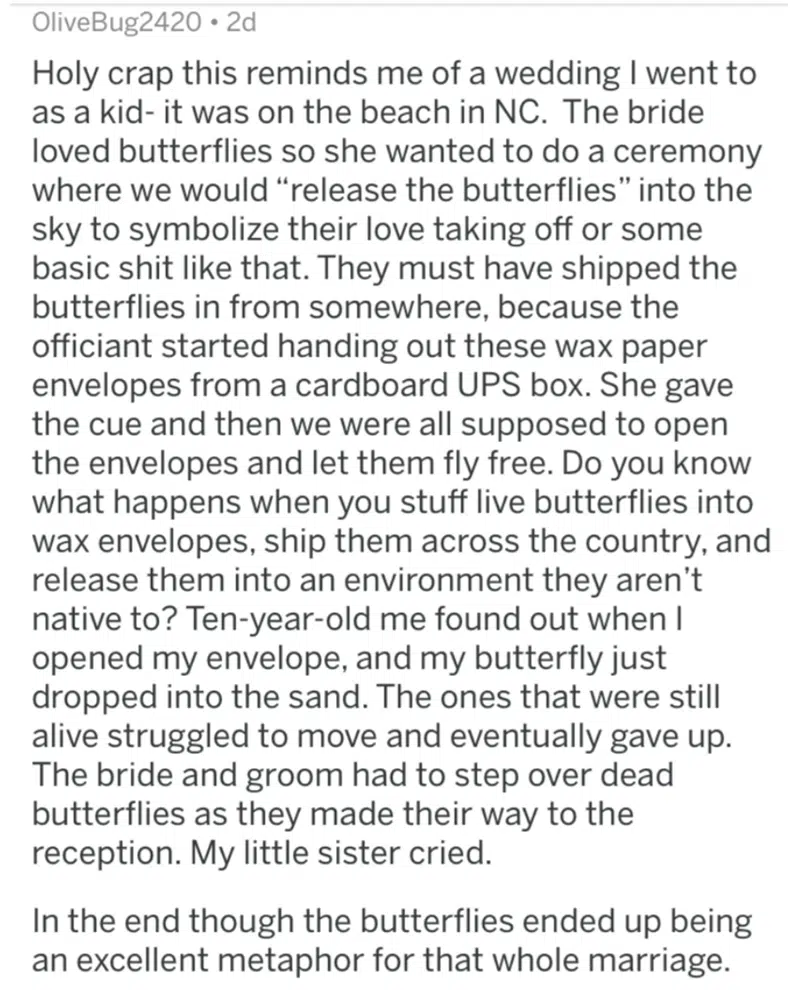 OliveBug2420 • 2d
Holy crap this reminds me of a wedding I went to
as a kid- it was on the beach in NC.  The bride
loved butterflies so she wanted to do a ceremony
where we would “release the butterflies” into the
sky to symbolize their love taking off or some
basic shit like that. They must have shipped the
butterflies in from somewhere, because the
officiant started handing out these wax paper
envelopes from a cardboard UPS box. She gave
the cue and then we were all supposed to open
the envelopes and let them fly free. Do you know
what happens when you stuff live butterflies into
wax envelopes, ship them across the country, and
release them into an environment they aren’t
native to? Ten-year-old me found out when I
opened my envelope, and my butterfly just
dropped into the sand. The ones that were still
alive struggled to move and eventually gave up.
The bride and groom had to step over dead
butterflies as they made their way to the
reception. My little sister cried.
In the end though the butterflies ended up being
an excellent metaphor for that whole marriage.